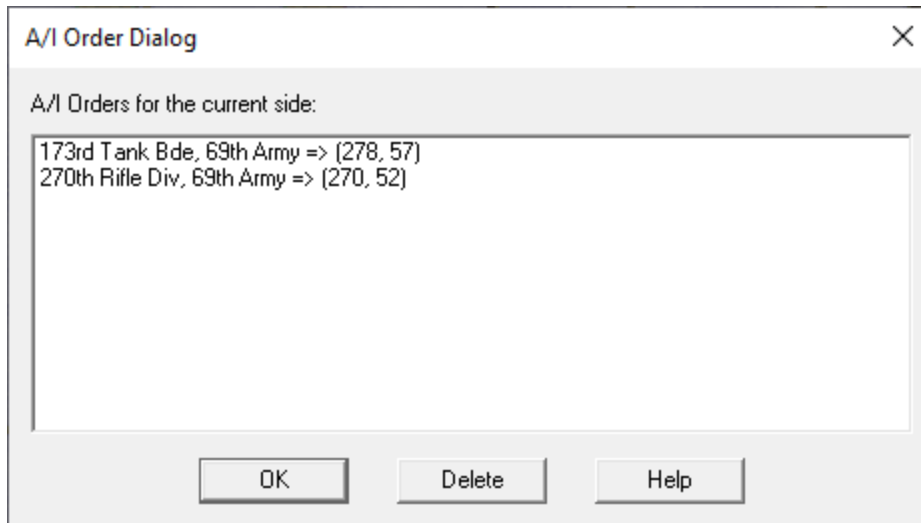 A/I Order Dialog
A/I Orders for the current side:
173rd Tank Bde, 69th Army => (278, 57)
270th Rifle Div, 69th Army => (270, 52)
OK Delete Help